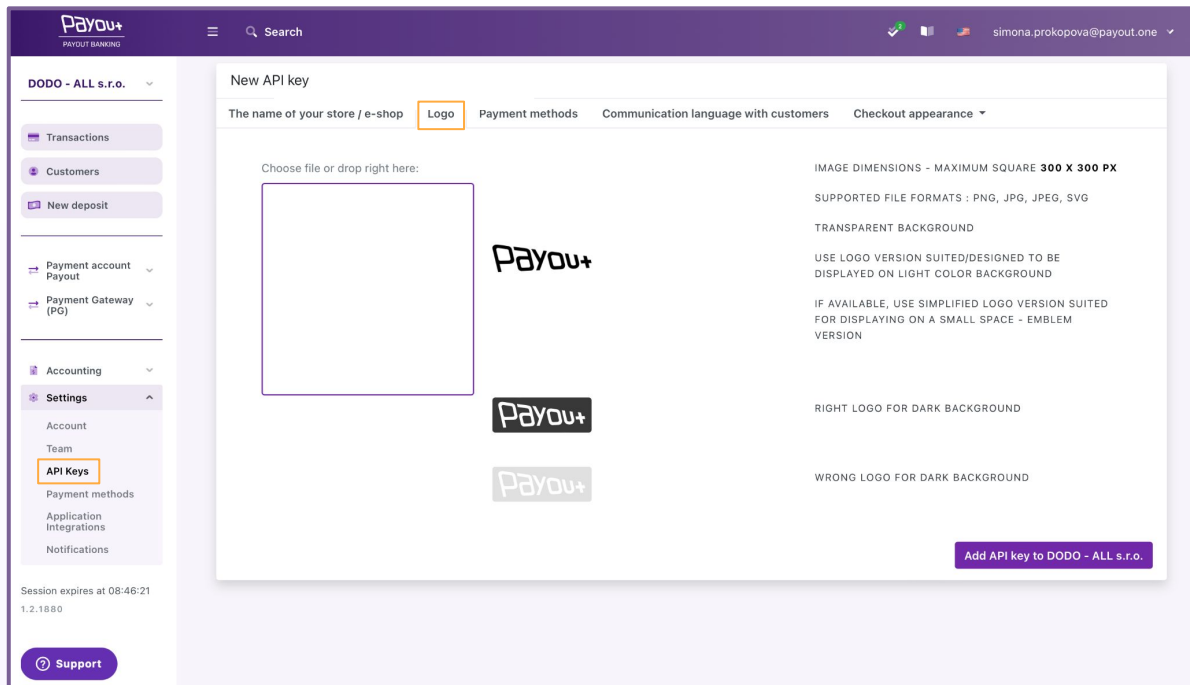 Payou+
PAYOUT BANKING
Search
2
simona.prokopova@payout.one
DODO - ALL s.r.o.
Transactions
Customers
New deposit
Payment account
Payout
Payment Gateway
(PG)
Accounting
Settings
Account
Team
API Keys
Payment methods
Application
Integrations
Notifications
Session expires at 08:46:21
1.2.1880
Support
New API key
The name of your store / e-shop
Logo
Payment methods
Communication language with customers
Checkout appearance
Choose file or drop right here:
Payou+
IMAGE DIMENSIONS - MAXIMUM SQUARE 300 X 300 PX
SUPPORTED FILE FORMATS : PNG, JPG, JPEG, SVG
TRANSPARENT BACKGROUND
USE LOGO VERSION SUITED/DESIGNED TO BE
DISPLAYED ON LIGHT COLOR BACKGROUND
IF AVAILABLE, USE SIMPLIFIED LOGO VERSION SUITED
FOR DISPLAYING ON A SMALL SPACE - EMBLEM
VERSION
Payou+
RIGHT LOGO FOR DARK BACKGROUND
Payou+
WRONG LOGO FOR DARK BACKGROUND
Add API key to DODO - ALL s.r.o.